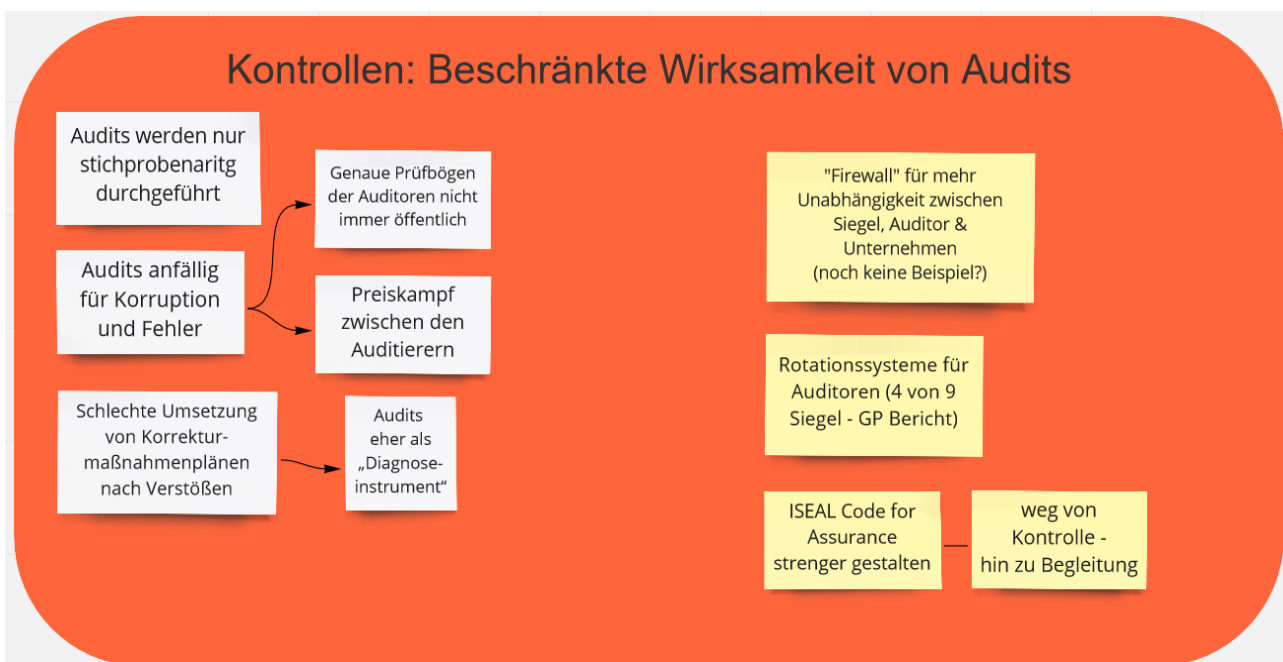 Kontrollen: Beschränkte Wirksamkeit von Audits
Audits werden nur
stichprobenaritg
durchgeführt
Genaue Prüfbögen
der Auditoren nicht
immer öffentlich
Audits anfällig
für Korruption
und Fehler
Preiskampf
zwischen den
Auditierern
Schlechte Umsetzung
von Korrektur-
maßnahmenplänen
nach Verstößen
Audits
eher als
„Diagnose-
instrument“
"Firewall" für mehr
Unabhängigkeit zwischen
Siegel, Auditor &
Unternehmen
(noch keine Beispiel?)
Rotationssysteme für
Auditoren (4 von 9
Siegel - GP Bericht)
ISEAL Code for
Assurance
strenger gestalten
weg von
Kontrolle -
hin zu Begleitung